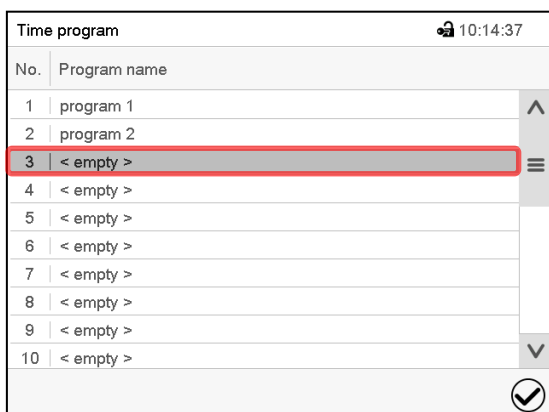 Time program 10:14:37
No. Program name
1 program 1
2 program 2
3 < empty >
4 < empty >
5 < empty >
6 < empty >
7 < empty >
8 < empty >
9 < empty >
10 < empty >